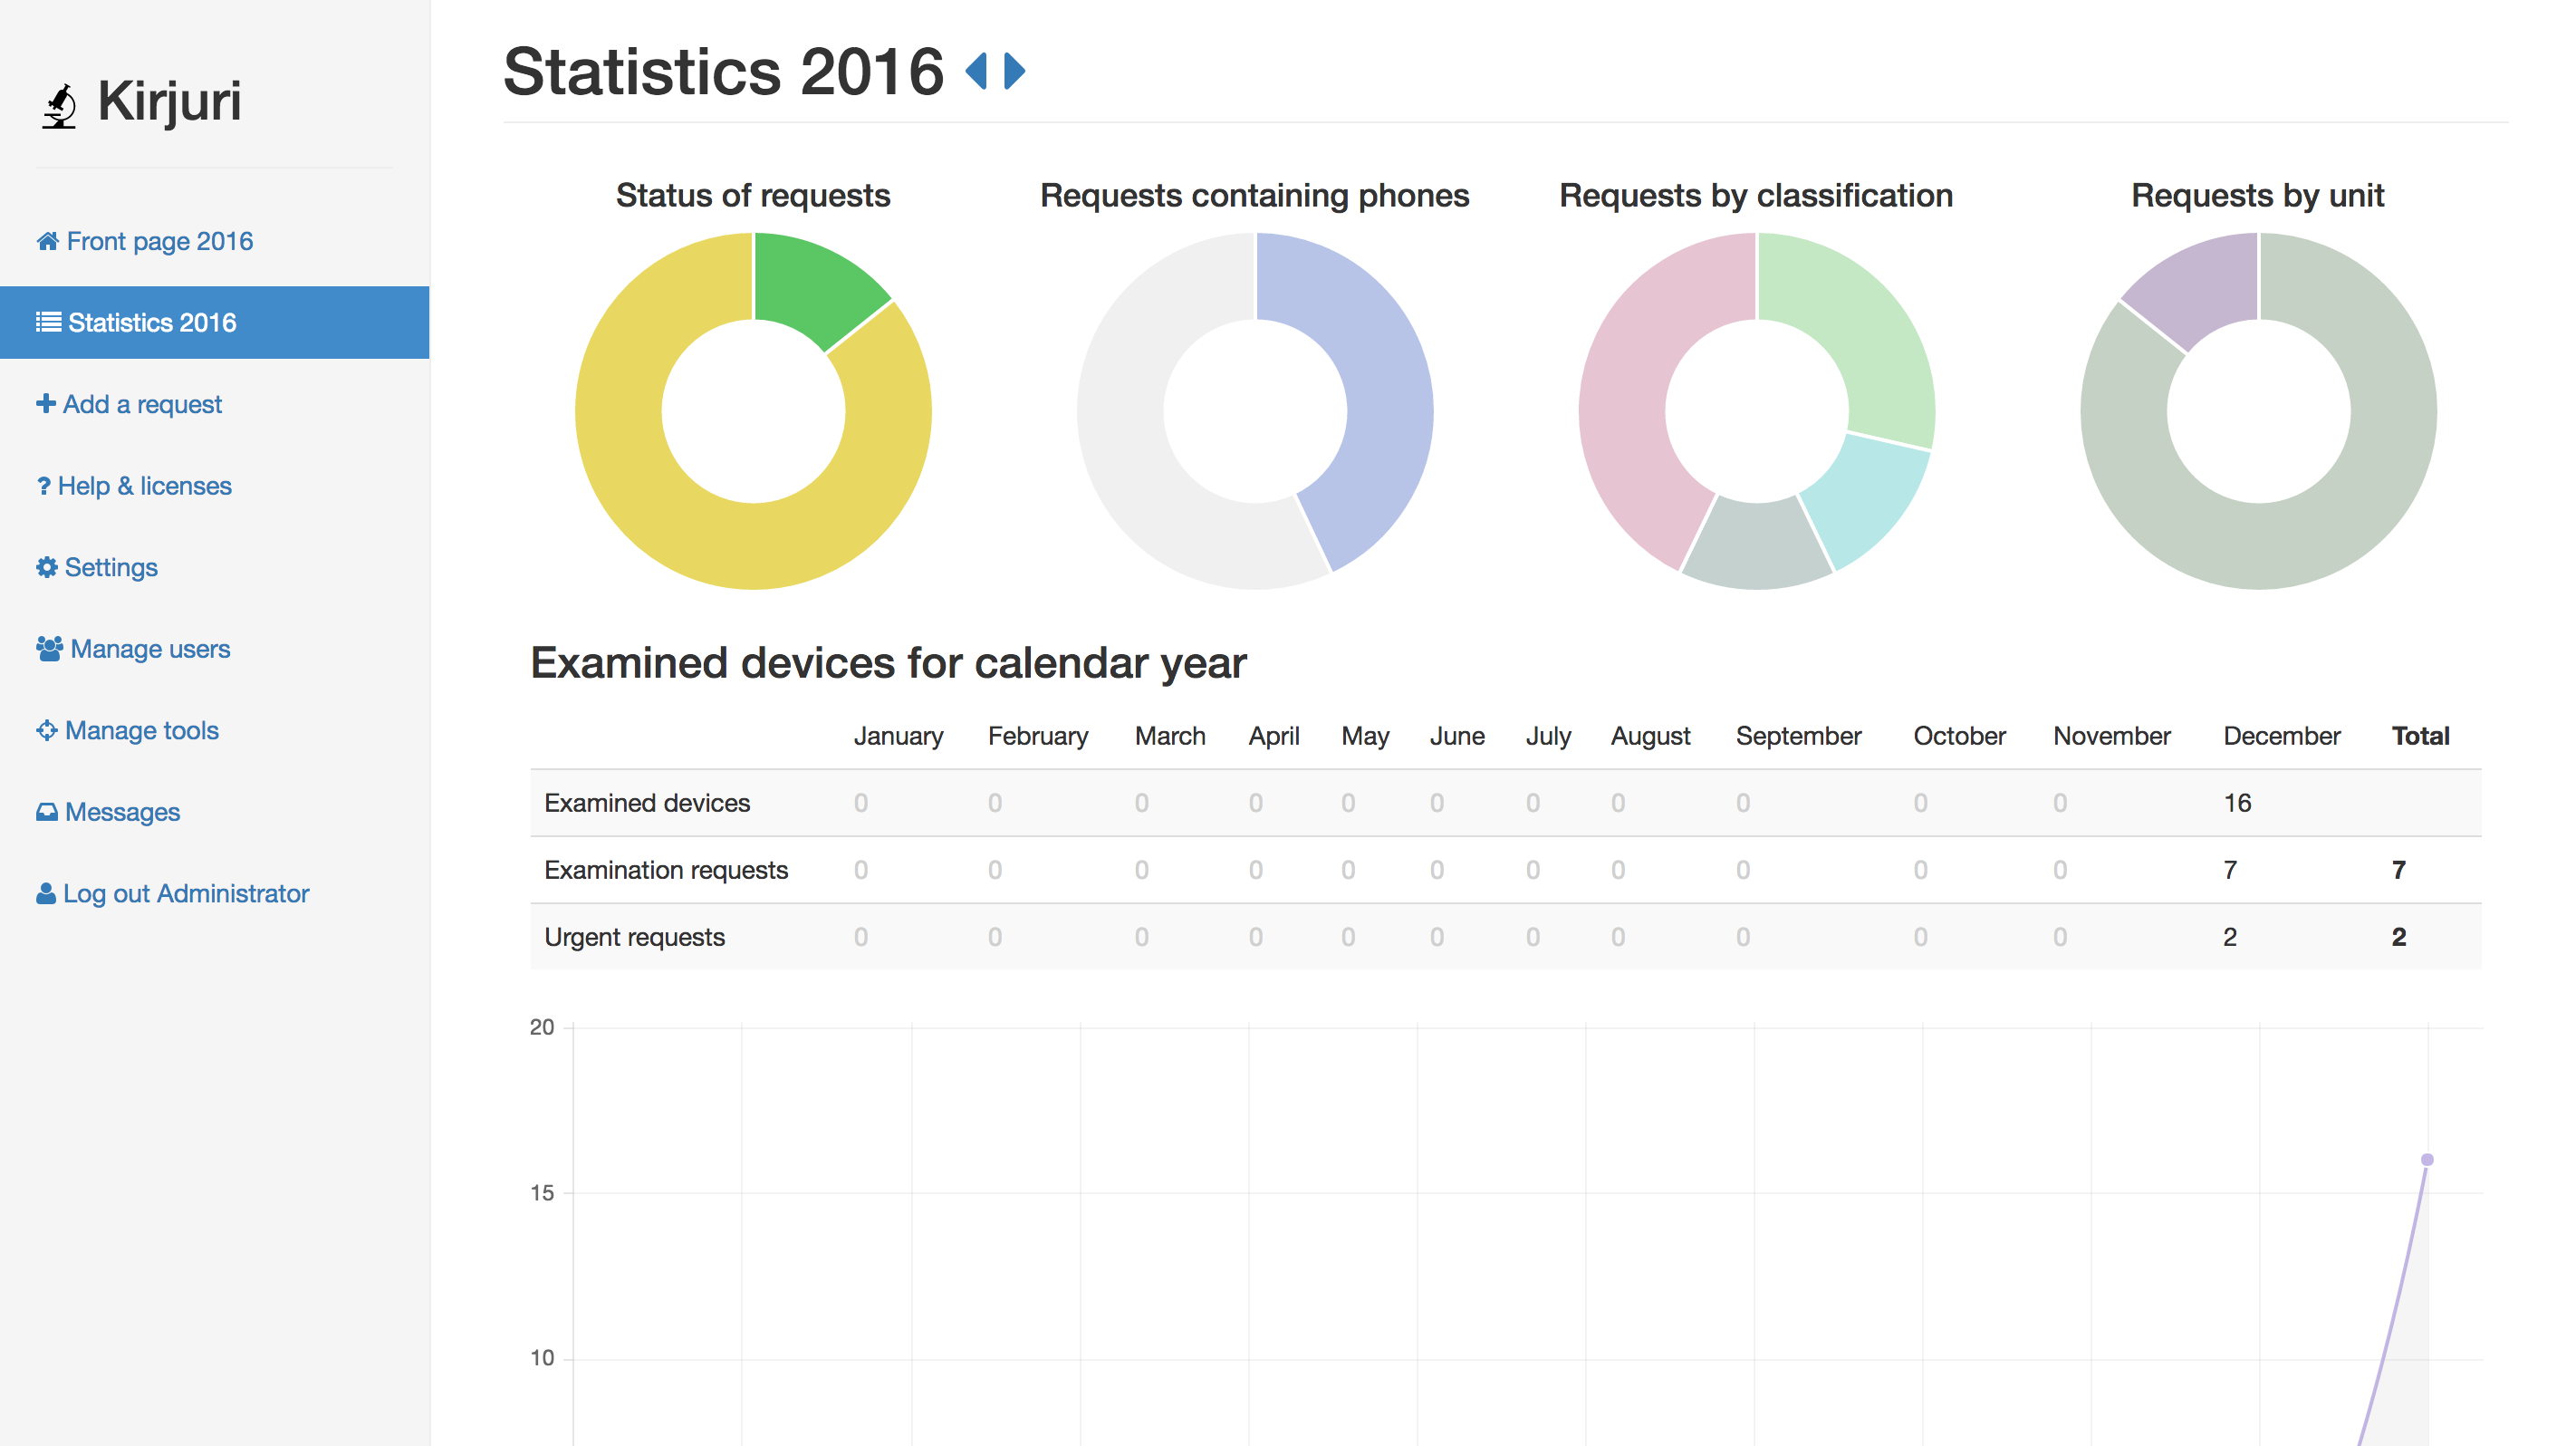 Kirjuri
Front page 2016
Statistics 2016
Add a request
Help & licenses
Settings
Manage users
Manage tools
Messages
Log out Administrator
Statistics 2016
Status of requests
Requests containing phones
Requests by classification
Requests by unit
Examined devices for calendar year
January February March April May June July August September October November December Total
Examined devices 0 0 0 0 0 0 0 0 0 0 0 16
Examination requests 0 0 0 0 0 0 0 0 0 0 0 7 7
Urgent requests 0 0 0 0 0 0 0 0 0 0 0 2 2
20
15
10